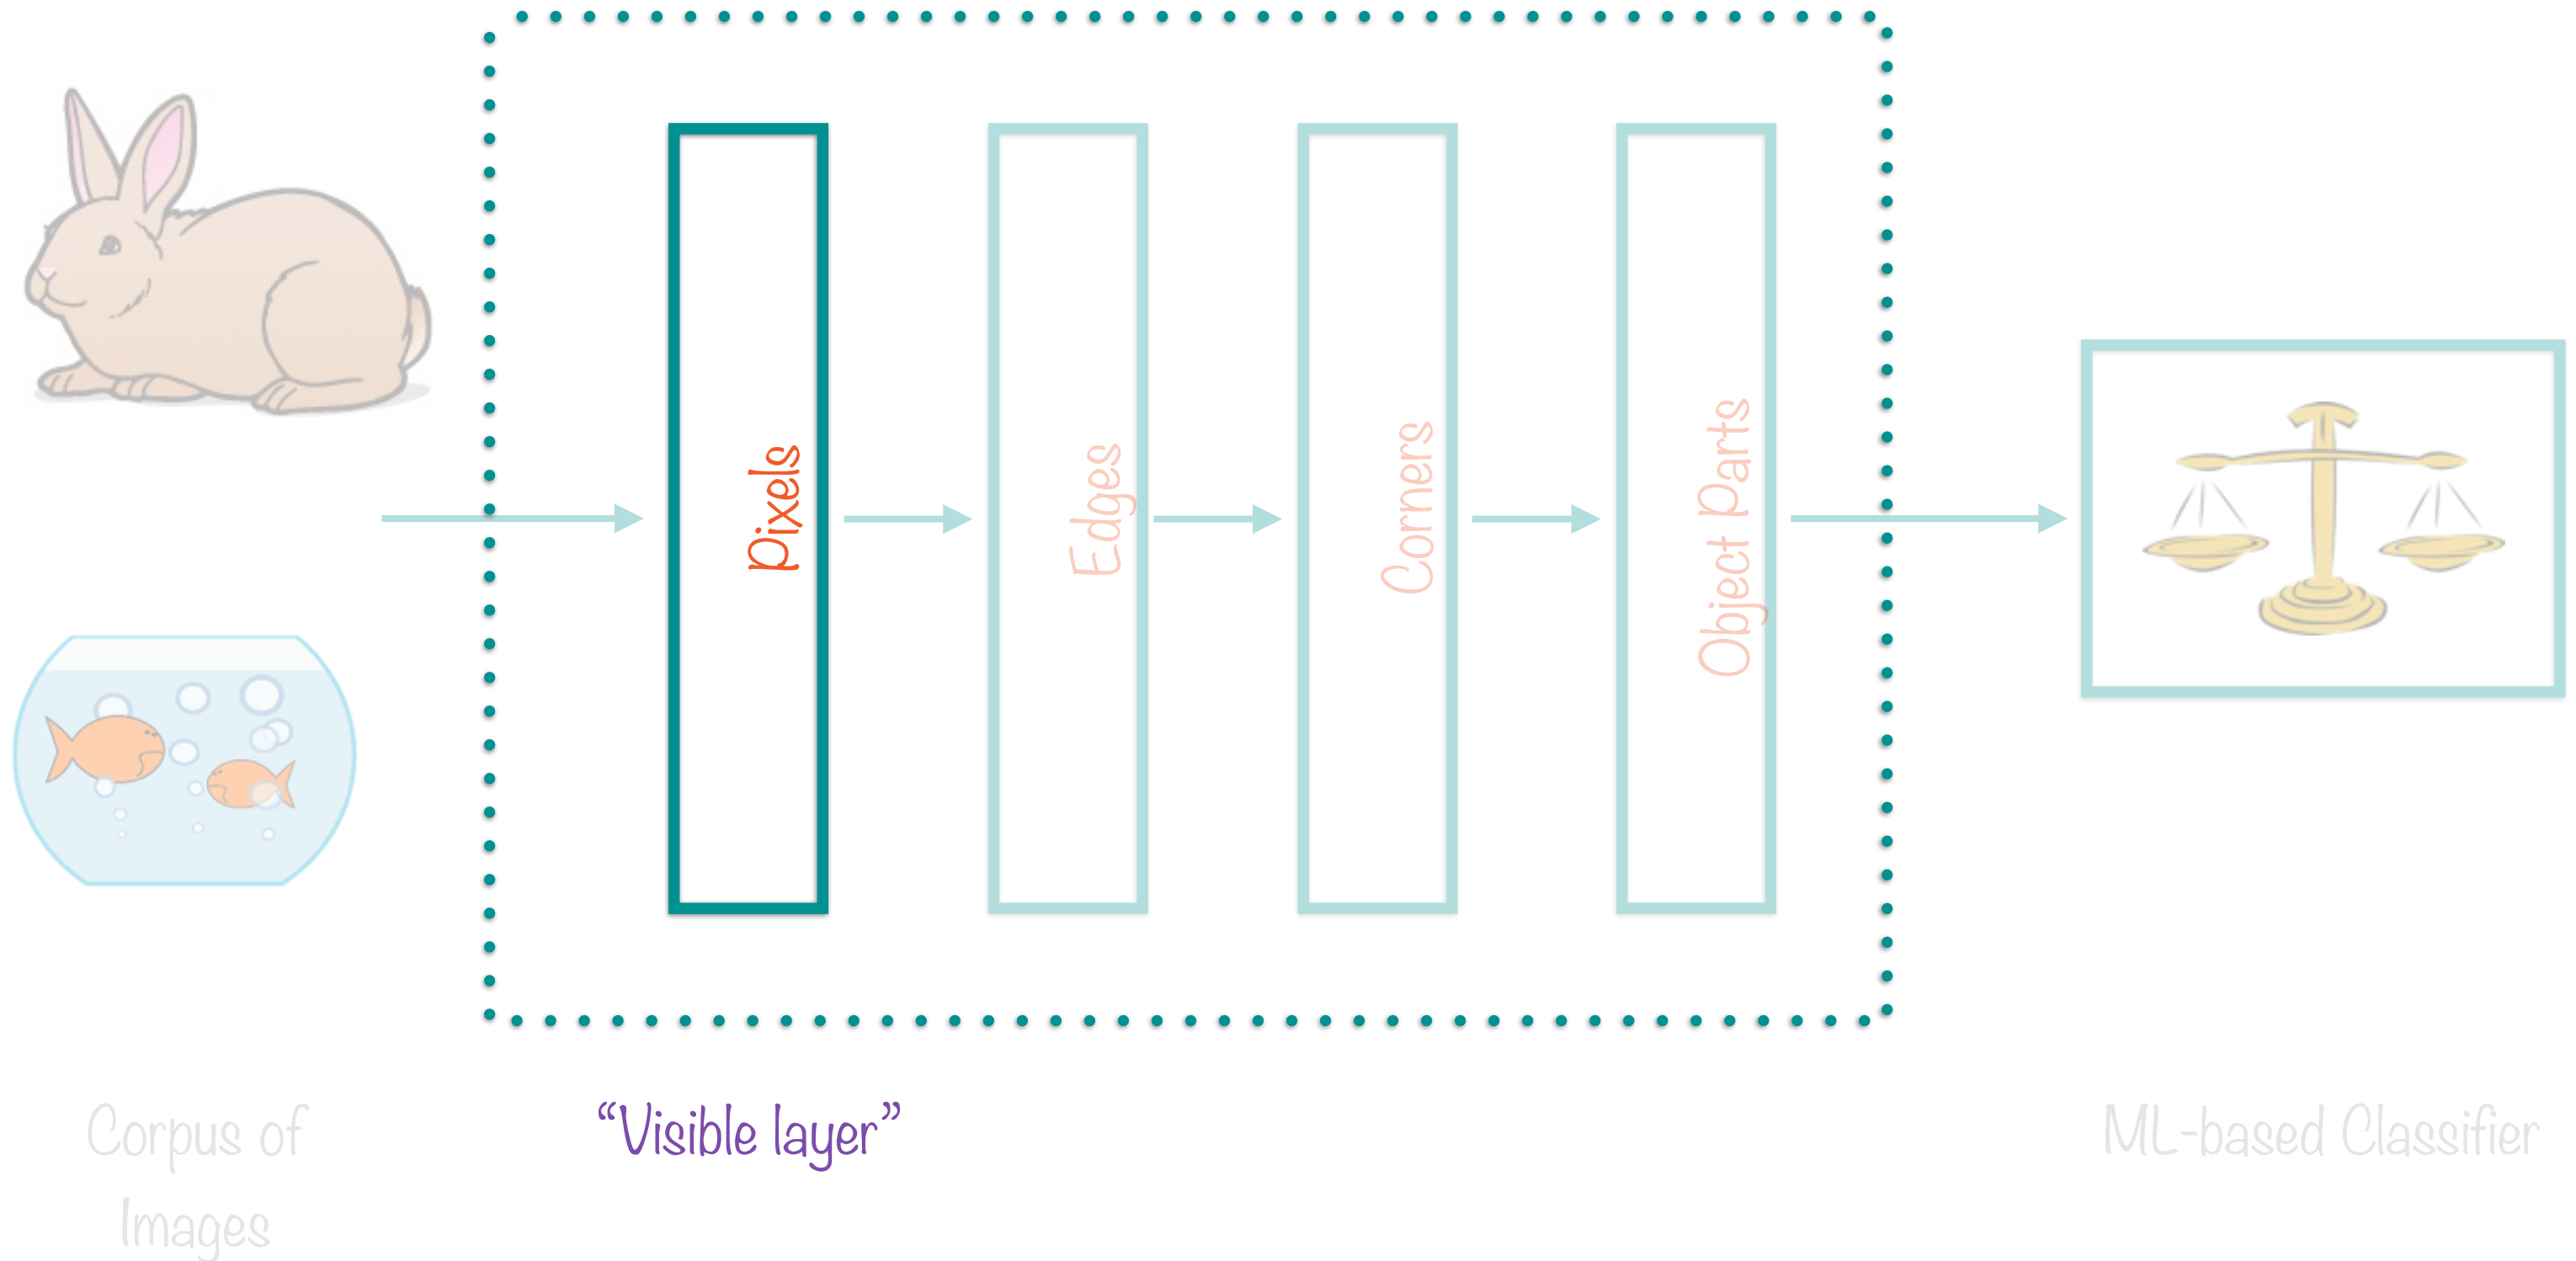 Pixels
Edges
Corners
Object Parts
“Visible layer”
Corpus of
Images
ML-based Classifier